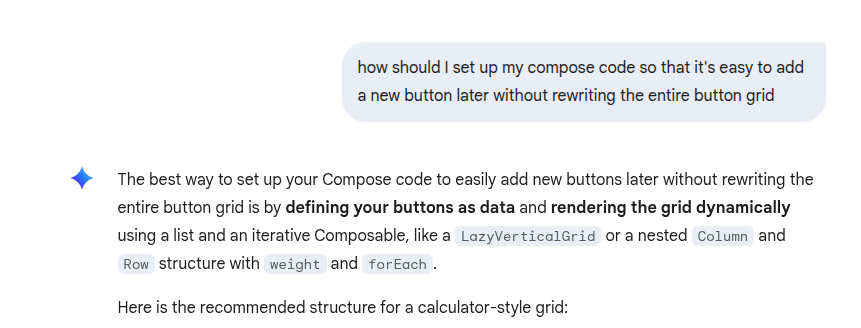 how should I set up my compose code so that it's easy to add
a new button later without rewriting the entire button grid
The best way to set up your Compose code to easily add new buttons later without rewriting the
entire button grid is by defining your buttons as data and rendering the grid dynamically
using a list and an iterative Composable, like a LazyVerticalGrid or a nested Column and
Row structure with weight and forEach.
Here is the recommended structure for a calculator-style grid: